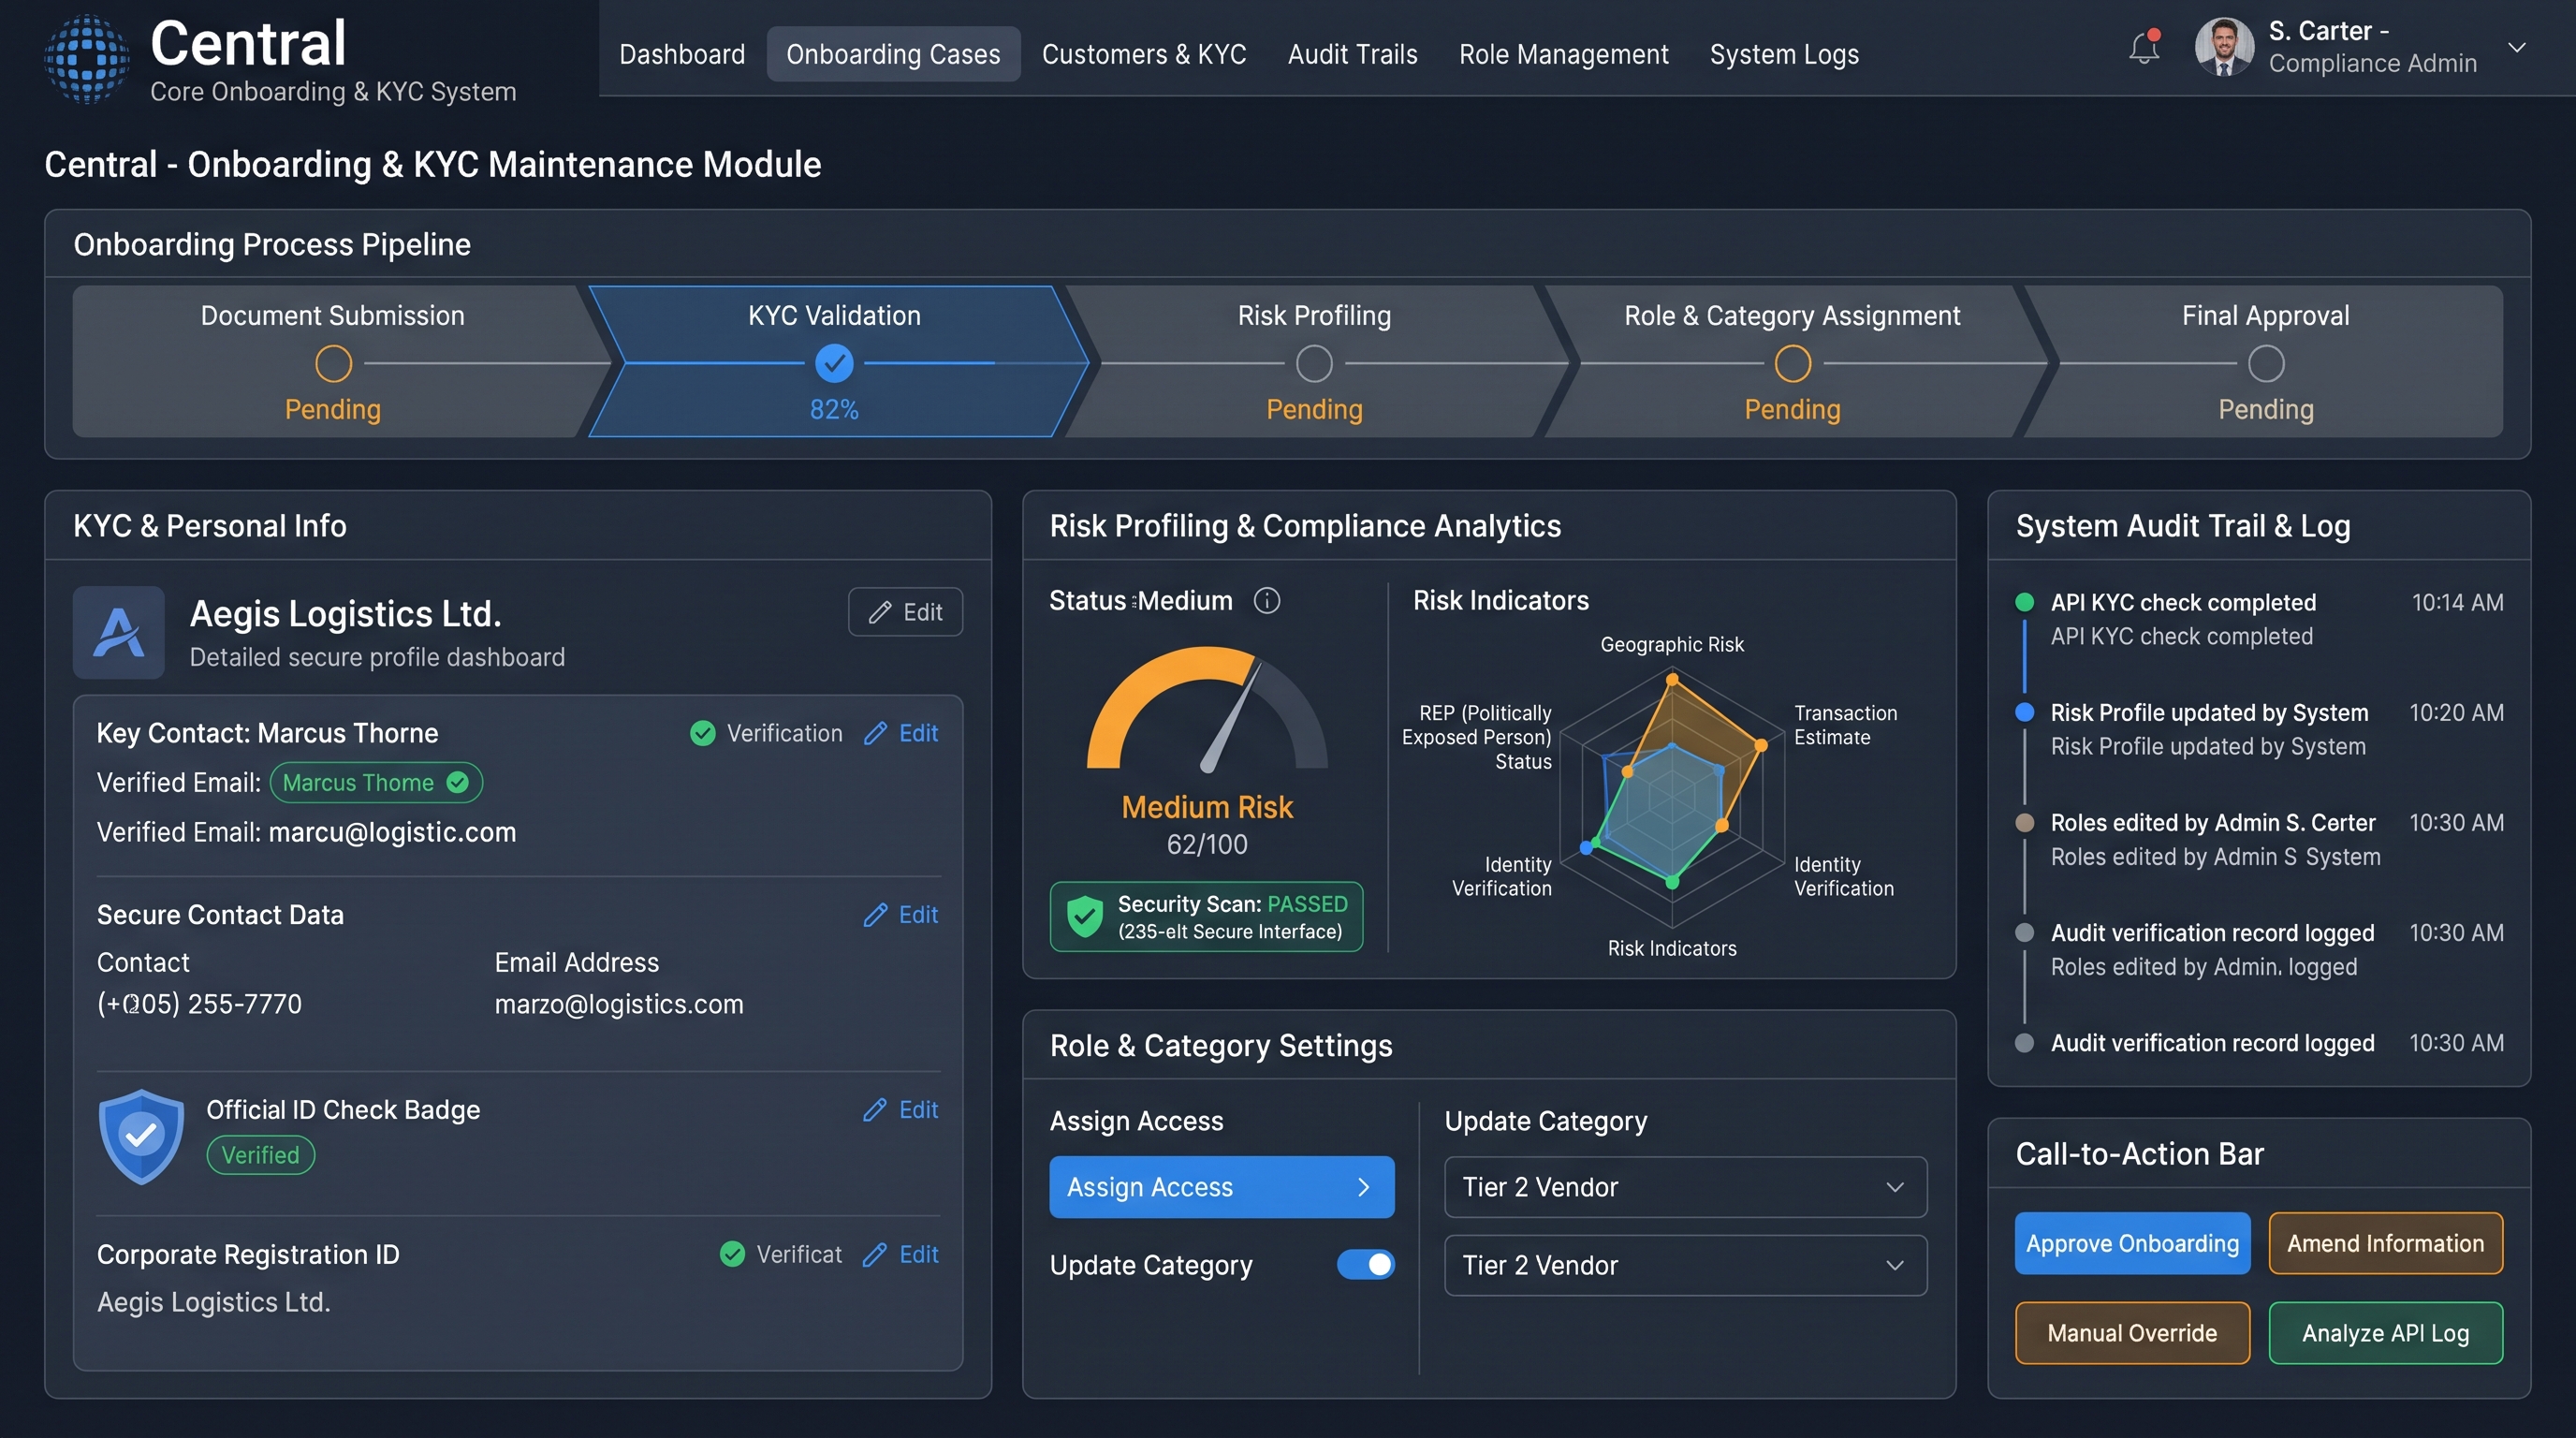 Central
Core Onboarding & KYC System
Dashboard
Onboarding Cases
Customers & KYC
Audit Trails
Role Management
System Logs
S. Carter -
Compliance Admin
Central - Onboarding & KYC Maintenance Module
Onboarding Process Pipeline
Document Submission
Pending
KYC Validation
82%
Risk Profiling
Pending
Role & Category Assignment
Pending
Final Approval
Pending
KYC & Personal Info
Aegis Logistics Ltd.
Detailed secure profile dashboard
Edit
Key Contact: Marcus Thorne
Verification
Edit
Verified Email: Marcus Thome
Verified Email: marcu@logistic.com
Secure Contact Data
Edit
Contact
Email Address
255-7770
marzo@logistics.com
Official ID Check Badge
Edit
Verified
Corporate Registration ID
Verificat
Edit
Aegis Logistics Ltd.
Risk Profiling & Compliance Analytics
Status :Medium
Medium Risk
62/100
Security Scan: PASSED
(235-elt Secure Interface)
Risk Indicators
Geographic Risk
REP (Politically
Exposed Person)
Status
Transaction
Estimate
Identity
Verification
Identity
Verification
Risk Indicators
Role & Category Settings
Assign Access
Assign Access
Update Category
Update Category
Tier 2 Vendor
Tier 2 Vendor
System Audit Trail & Log
API KYC check completed
10:14 AM
API KYC check completed
Risk Profile updated by System
10:20 AM
Risk Profile updated by System
Roles edited by Admin S. Certer
10:30 AM
Roles edited by Admin S System
Audit verification record logged
10:30 AM
Roles edited by Admin. logged
Audit verification record logged
10:30 AM
Call-to-Action Bar
Approve Onboarding
Amend Information
Manual Override
Analyze API Log